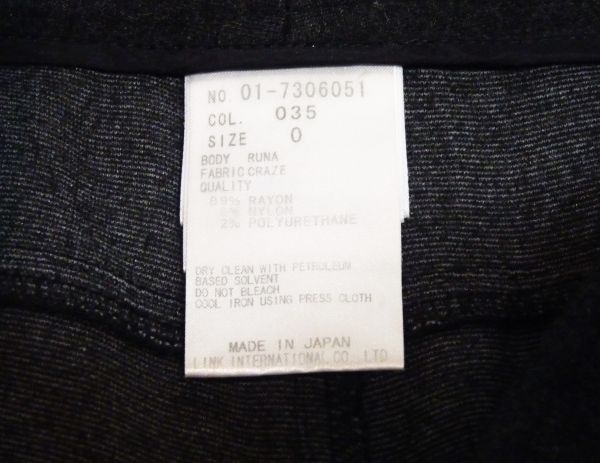 NO. 01-7306051
COL. 035
SIZE 0
BODY RUNA
FABRIC CRAZE
QUALITY
89% RAYON
NYLON
2% POLYURETHANE
DRY CLEAN WITH PETROLEUM
BASED SOLVENT
DO NOT BLEACH
COOL IRON USING PRESS CLOTH
MADE IN JAPAN
LINK INTERNATIONAL CO. LTD